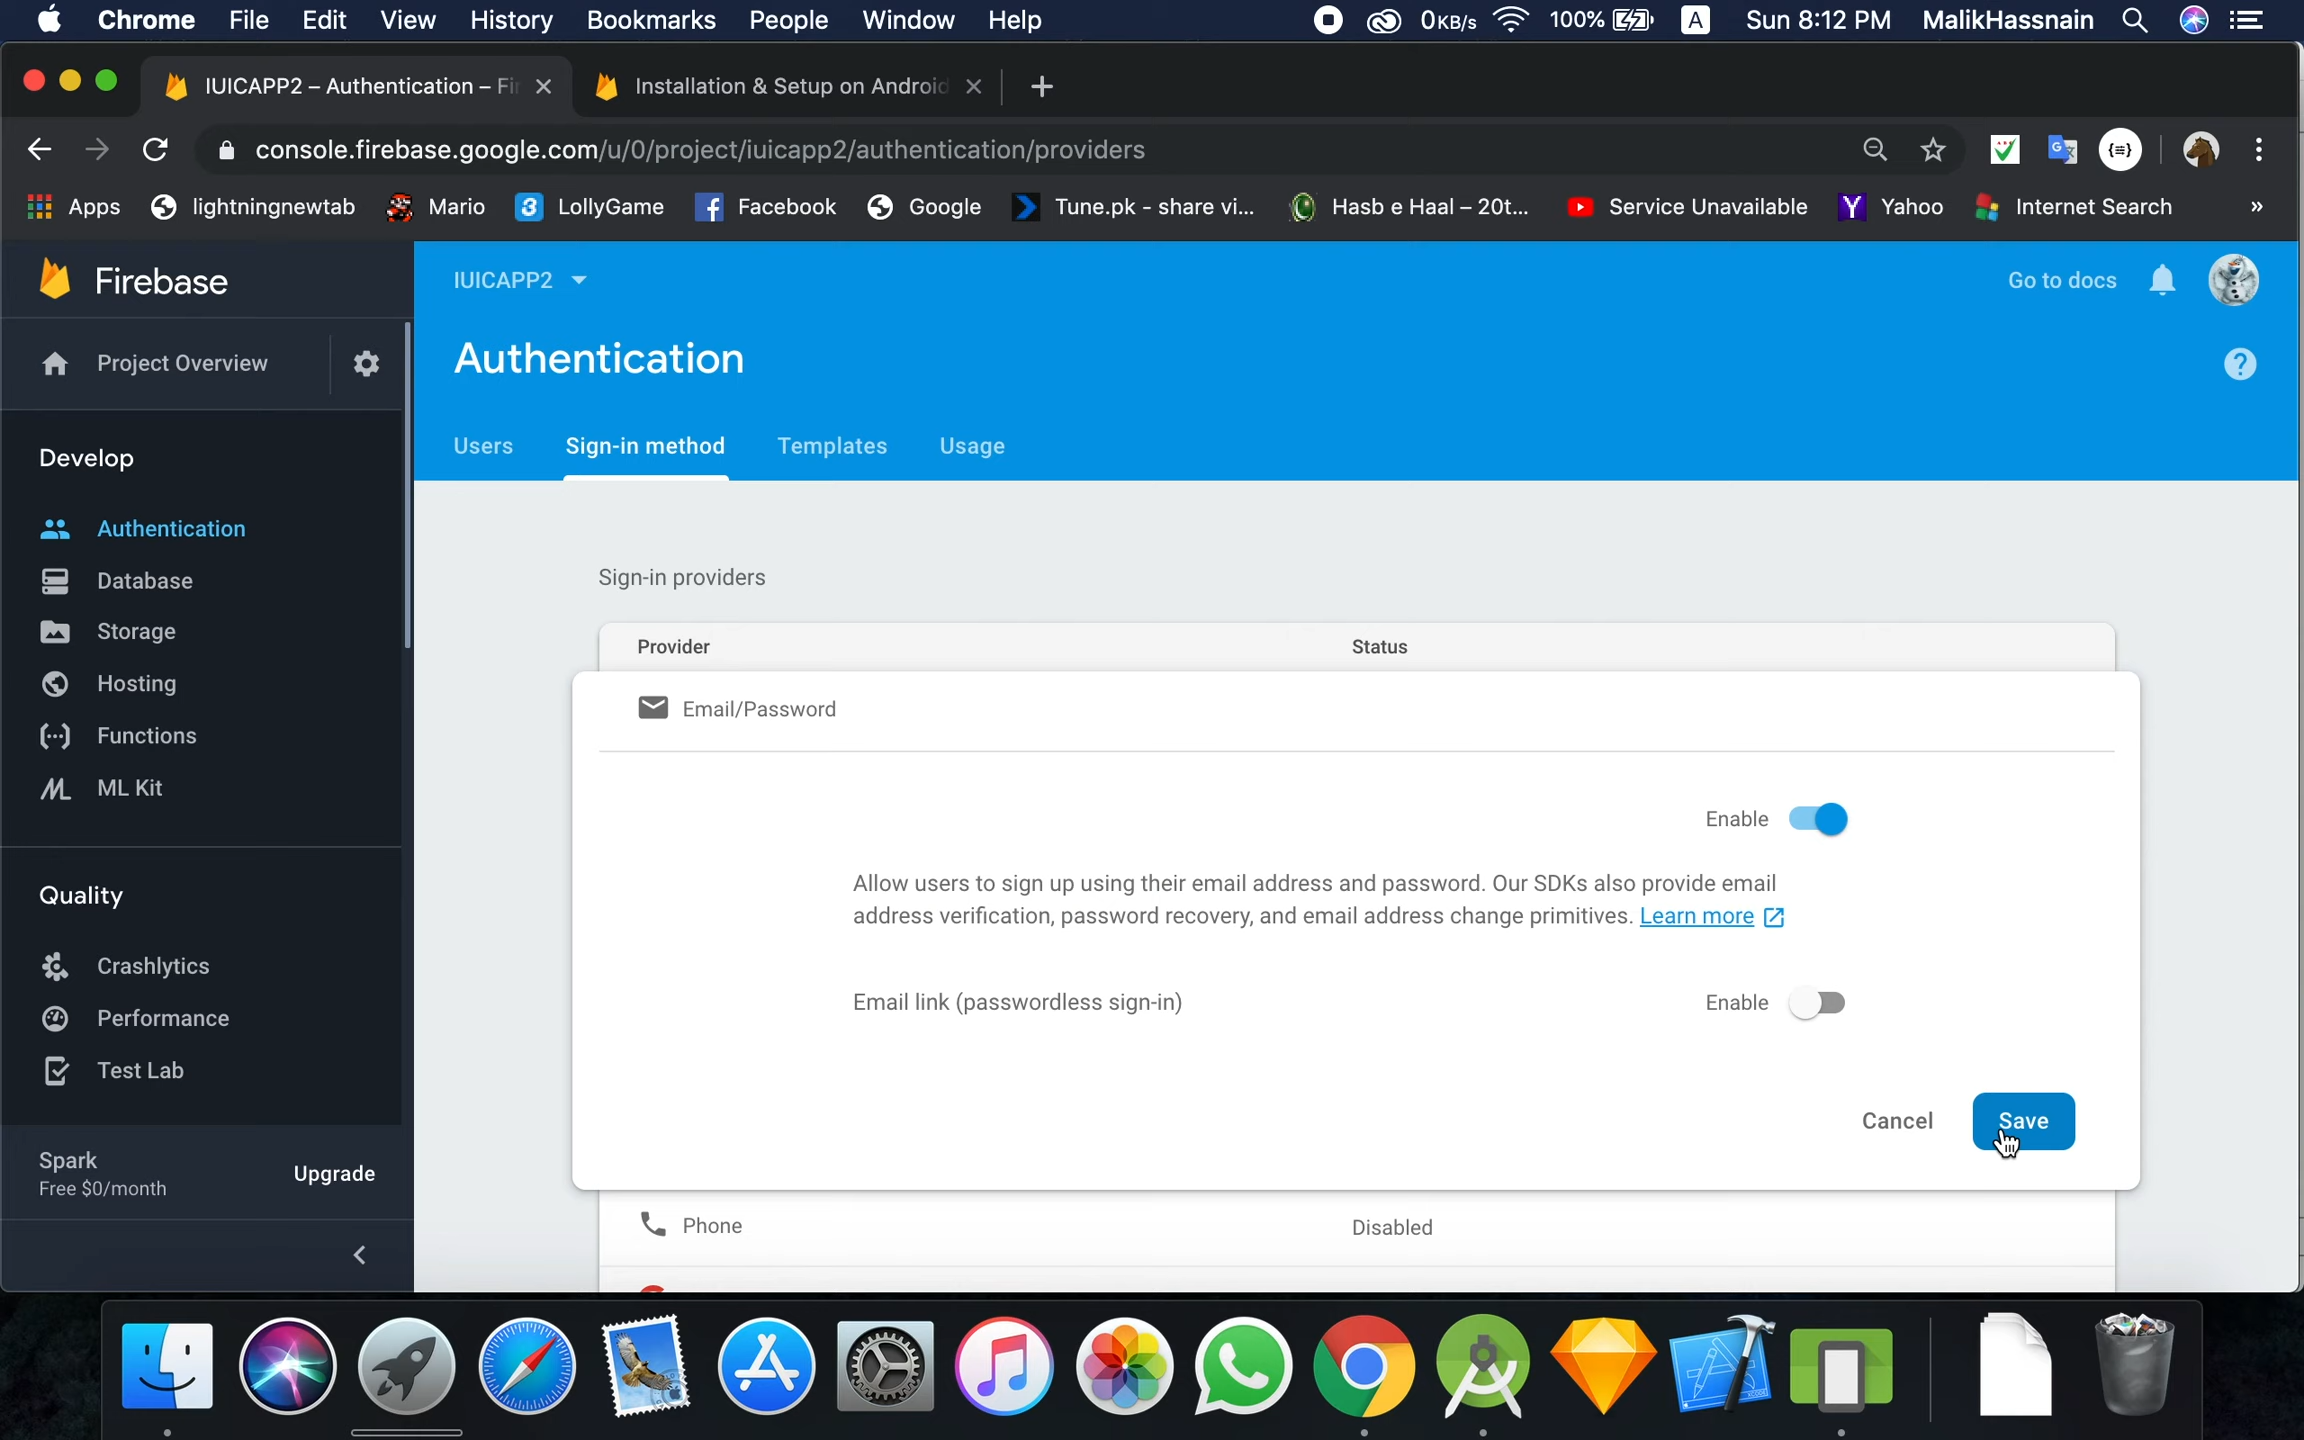 Chrome File Edit View History Bookmarks People Window Help 0KB/s 100% A Sun 8:12 PM MalikHassnain
IUICAPP2 – Authentication – Fir
Installation & Setup on Android
console.firebase.google.com/u/0/project/iuicapp2/authentication/providers
Apps lightningnewtab Mario 3 LollyGame Facebook Google Tune.pk - share vi... Hasb e Haal – 20t... Service Unavailable Yahoo Internet Search »
Firebase
Project Overview
Develop
Authentication
Database
Storage
Hosting
Functions
ML Kit
Quality
Crashlytics
Performance
Test Lab
Spark
Free $0/month
Upgrade
IUICAPP2
Go to docs
Authentication
Users Sign-in method Templates Usage
Sign-in providers
Provider Status
Email/Password
Enable
Allow users to sign up using their email address and password. Our SDKs also provide email
address verification, password recovery, and email address change primitives. Learn more
Email link (passwordless sign-in) Enable
Cancel Save
Phone Disabled